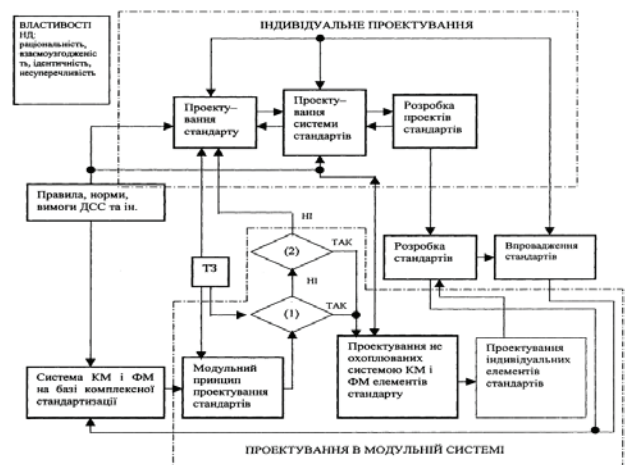 ВЛАСТИВОСТІ
НД:
раціональність,
взаємоузгодженіс
ть, ідентичність,
несуперечливість
ІНДИВІДУАЛЬНЕ ПРОЕКТУВАННЯ
Проекту–
вання
стандарту
Проекту–
вання
системи
стандартів
Розробка
проектів
стандартів
Правила, норми,
вимоги ДСС та ін.
НІ
(2)
ТАК
ТЗ
НІ
(1)
ТАК
Розробка
стандартів
Впровадження
стандартів
Система КМ і ФМ
на базі комплексної
стандартизації
Модульний
принцип
проектування
стандартів
Проектування не
охоплюваних
системою КМ і
ФМ елементів
стандарту
Проектування
індивідуальних
елементів
стандартів
ПРОЕКТУВАННЯ В МОДУЛЬНІЙ СИСТЕМІ